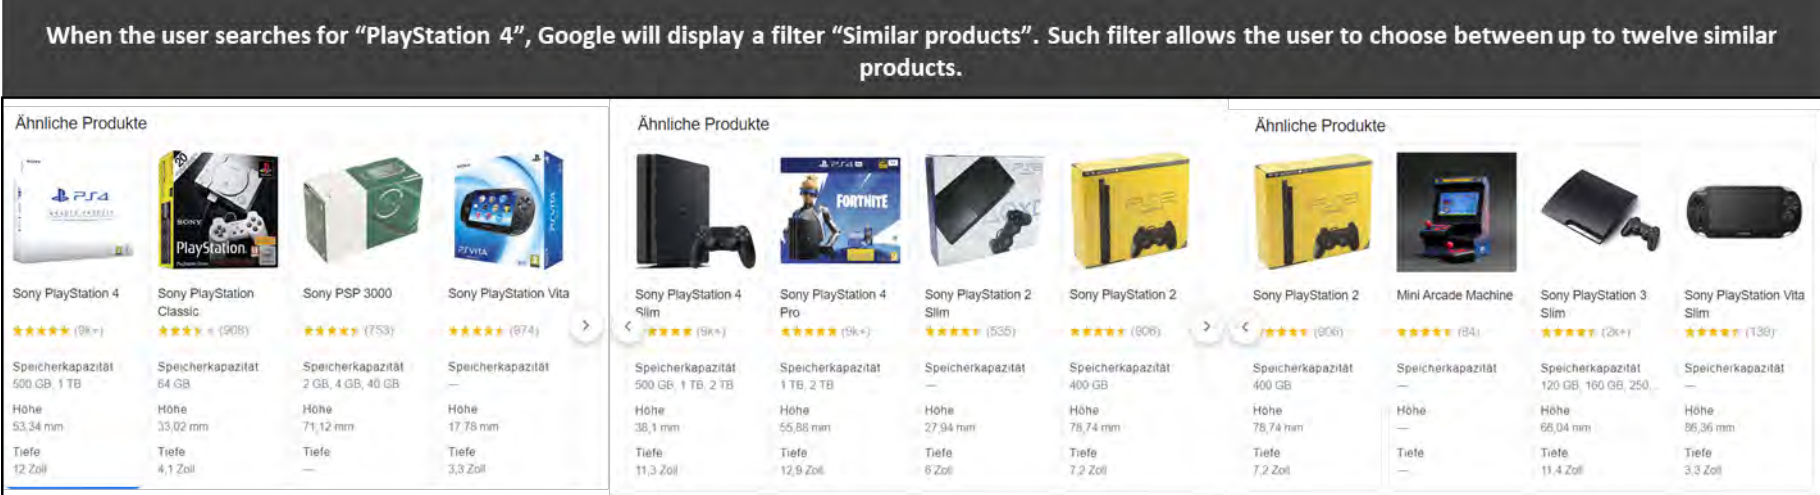 When the user searches for “PlayStation 4”, Google will display a filter “Similar products”. Such filter allows the user to choose between up to twelve similar
products.
Ähnliche Produkte
SONY
PS4
20
SONY
PlayStation
PS VITA
PSVITA
Sony PlayStation 4
Sony PlayStation
Classic
Sony PSP 3000
Sony PlayStation Vita
(9k+)
(908)
(753)
(974)
Speicherkapazität
500 GB, 1 TB
Speicherkapazität
64 GB
Speicherkapazität
2 GB, 4 GB, 40 GB
Speicherkapazität
—
Höhe
53,34 mm
Höhe
33,02 mm
Höhe
71,12 mm
Höhe
17,78 mm
Tiefe
12 Zoll
Tiefe
4,1 Zoll
Tiefe
—
Tiefe
3,3 Zoll
Ähnliche Produkte
PS4
FORTNITE
Sony PlayStation 4
Slim
Sony PlayStation 4
Pro
Sony PlayStation 2
Slim
Sony PlayStation 2
(9k+)
(9k+)
(535)
(906)
Speicherkapazität
500 GB, 1 TB, 2 TB
Speicherkapazität
1 TB, 2 TB
Speicherkapazität
—
Speicherkapazität
400 GB
Höhe
38,1 mm
Höhe
55,88 mm
Höhe
27,94 mm
Höhe
78,74 mm
Tiefe
11,3 Zoll
Tiefe
12,9 Zoll
Tiefe
6 Zoll
Tiefe
7,2 Zoll
Ähnliche Produkte
Sony PlayStation 2
Mini Arcade Machine
Sony PlayStation 3
Slim
Sony PlayStation Vita
Slim
(906)
(84)
(2k+)
(139)
Speicherkapazität
400 GB
Speicherkapazität
—
Speicherkapazität
120 GB, 160 GB, 250...
Speicherkapazität
—
Höhe
78,74 mm
Höhe
—
Höhe
66,04 mm
Höhe
86,36 mm
Tiefe
7,2 Zoll
Tiefe
—
Tiefe
11,4 Zoll
Tiefe
3,3 Zoll